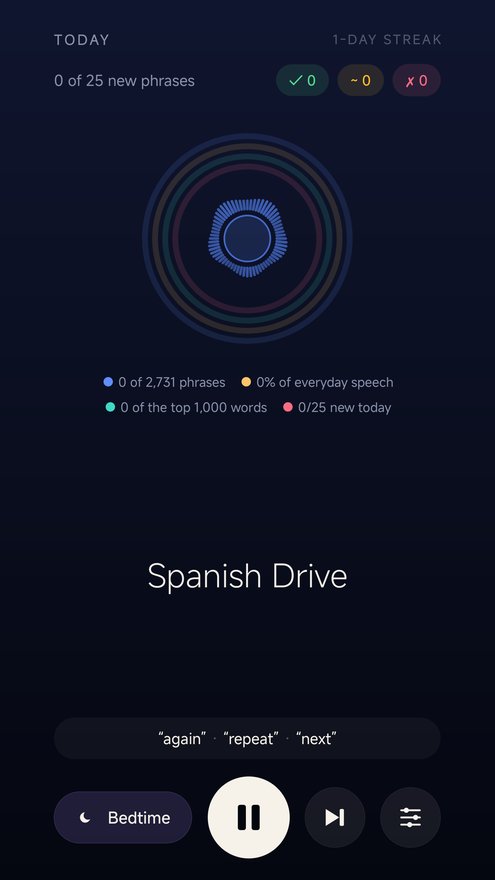 TODAY 1-DAY STREAK
0 of 25 new phrases ✓ 0 ~ 0 ✗ 0
0 of 2,731 phrases 0% of everyday speech
0 of the top 1,000 words 0/25 new today
Spanish Drive
“again” · “repeat” · “next”
Bedtime